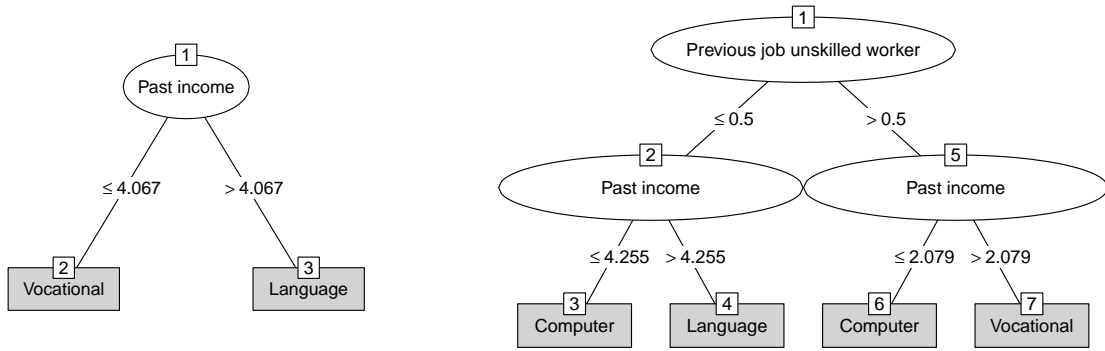 1
Past income
≤ 4.067
> 4.067
2
Vocational
3
Language
1
Previous job unskilled worker
≤ 0.5
> 0.5
2
Past income
5
Past income
≤ 4.255
> 4.255
≤ 2.079
> 2.079
3
Computer
4
Language
6
Computer
7
Vocational